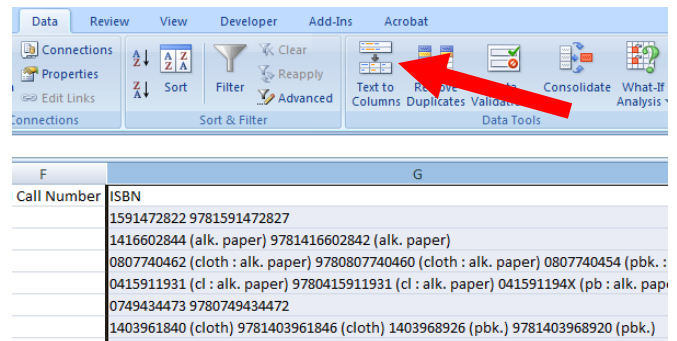 Data Review View Developer Add-Ins Acrobat
Connections
Properties
Edit Links
Sort
Filter
Clear
Reapply
Advanced
Text to Columns
Duplicates
Consolidate
What-If Analysis
Connections Sort & Filter Data Tools
F G
Call Number ISBN
1591472822 9781591472827
1416602844 (alk. paper) 9781416602842 (alk. paper)
0807740462 (cloth : alk. paper) 9780807740460 (cloth : alk. paper) 0807740454 (pbk. :
0415911931 (cl : alk. paper) 9780415911931 (cl : alk. paper) 041591194X (pb : alk. pap
0749434473 9780749434472
1403961840 (cloth) 9781403961846 (cloth) 1403968926 (pbk.) 9781403968920 (pbk.)